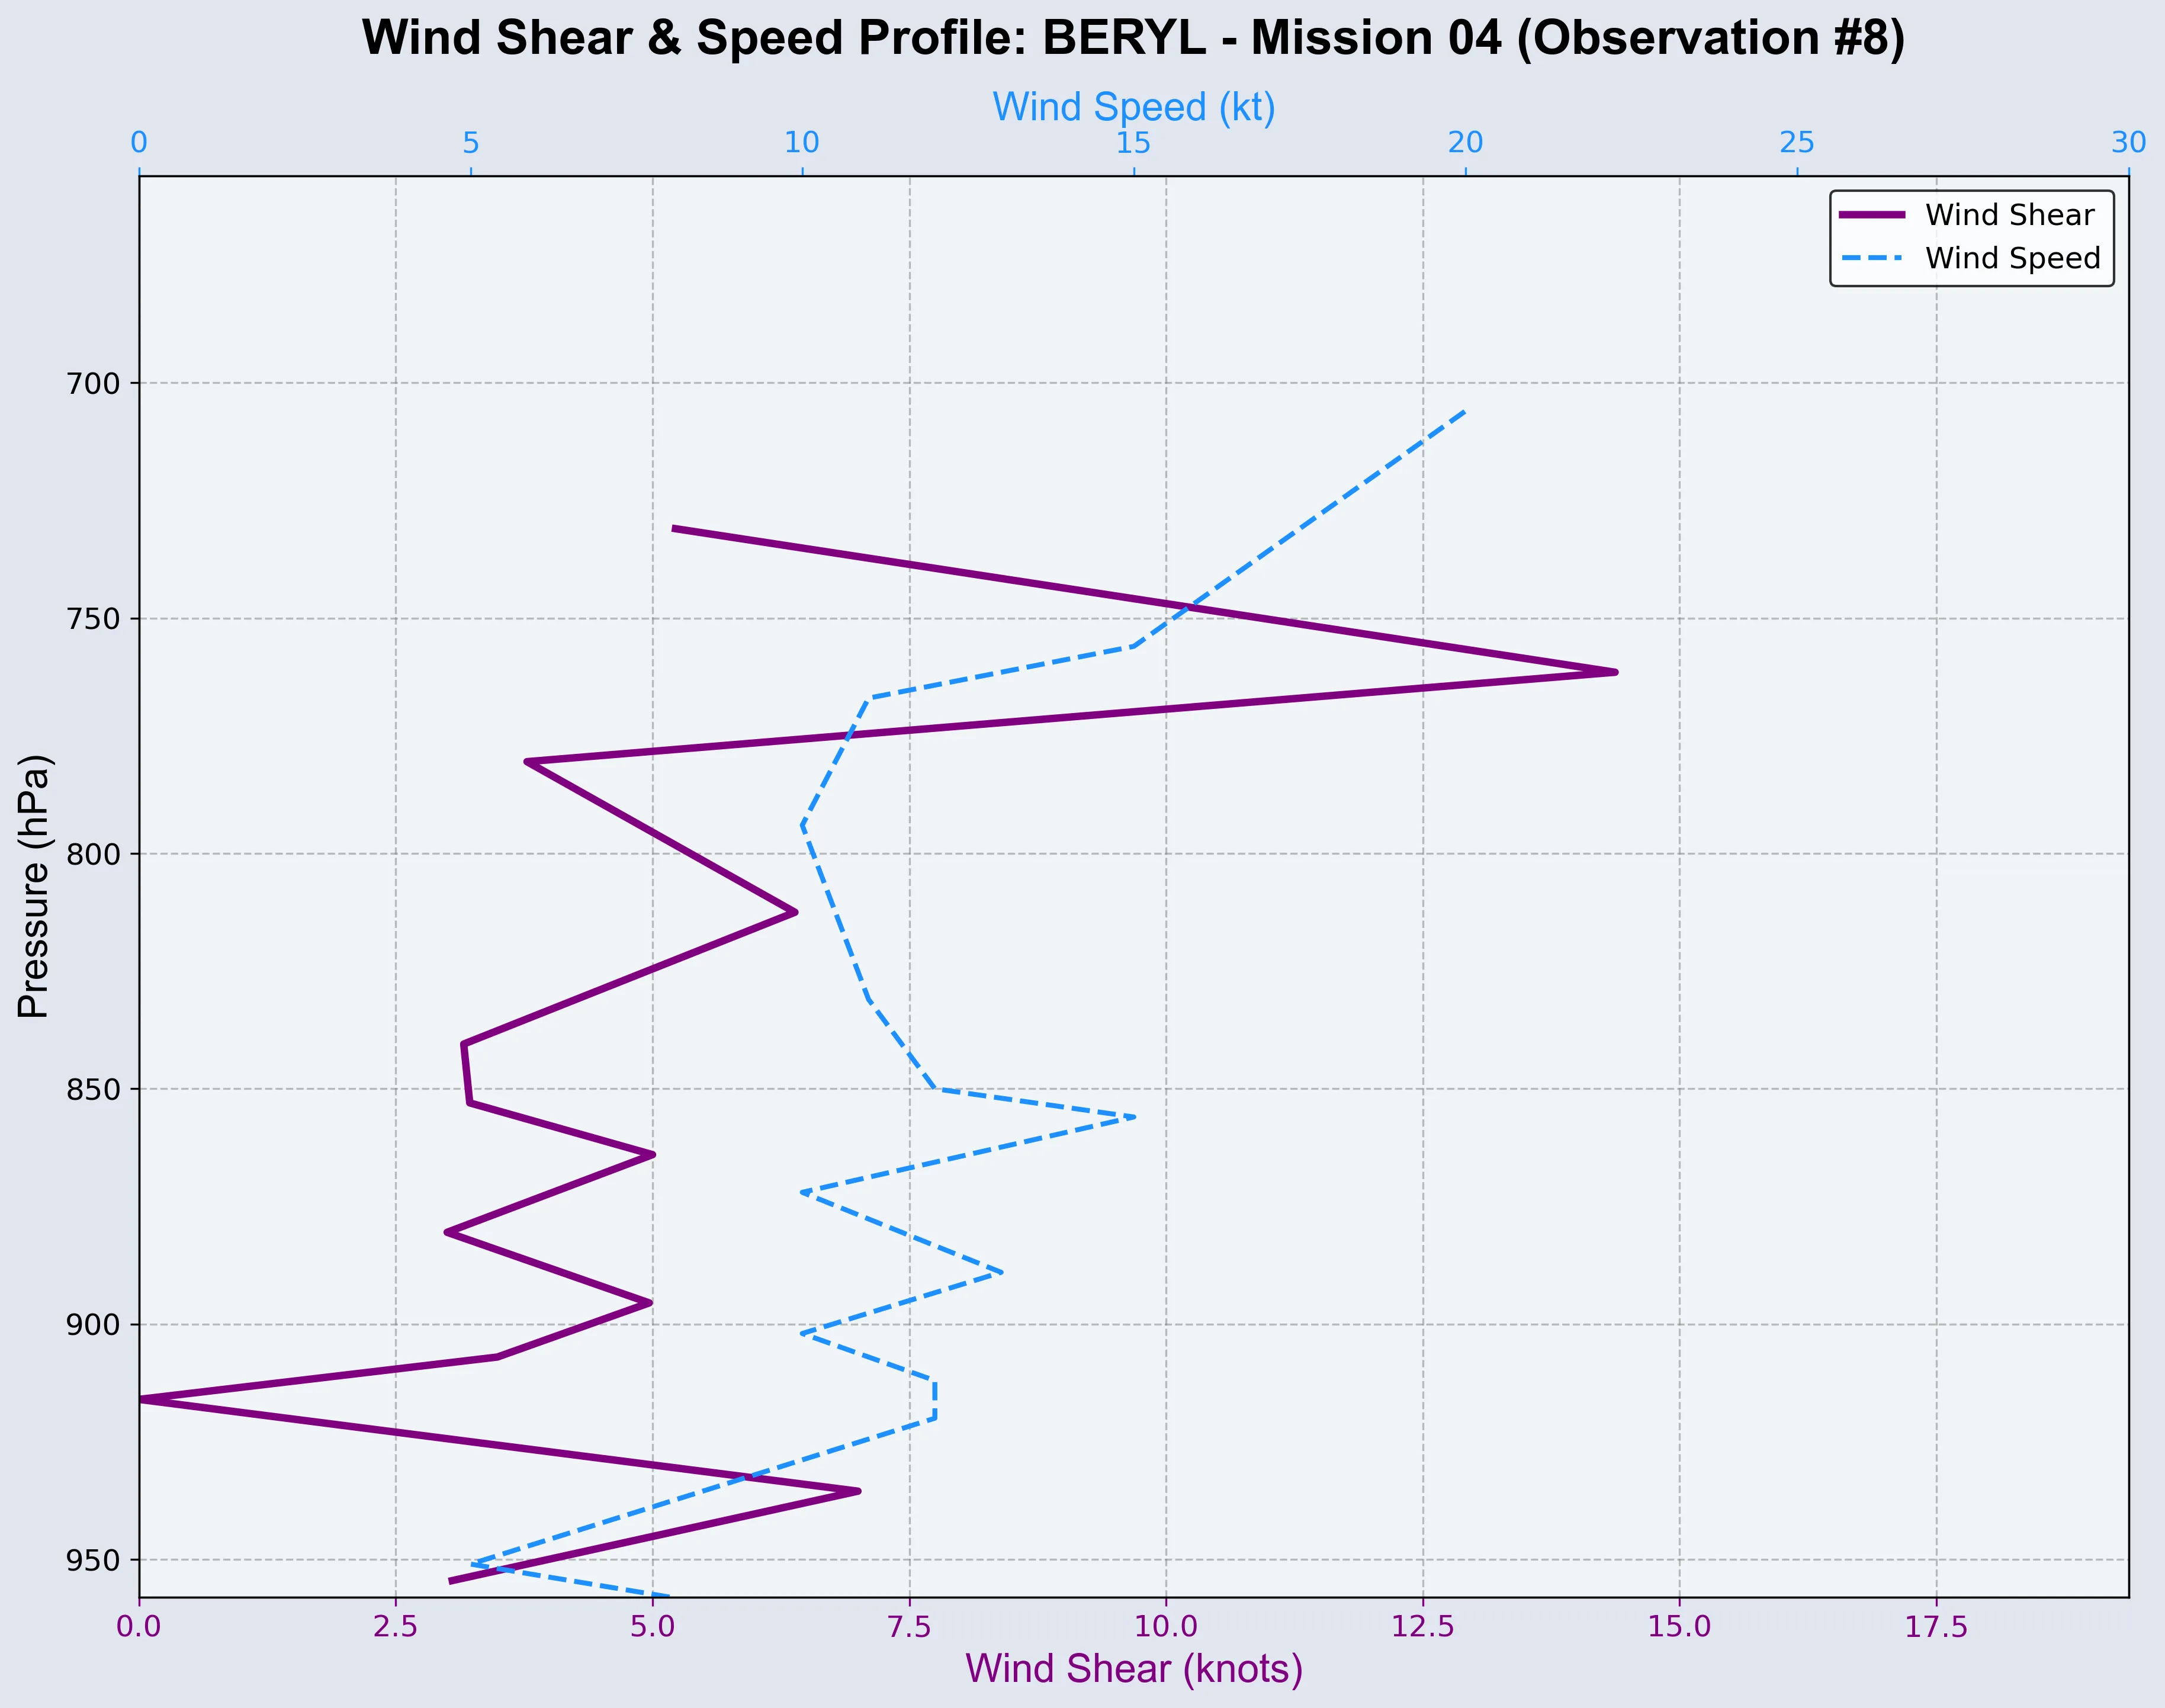 Wind Shear & Speed Profile: BERYL - Mission 04 (Observation #8)
Wind Speed (kt)
0 5 10 15 20 25 30
Wind Shear
Wind Speed
Pressure (hPa)
700
750
800
850
900
950
0.0 2.5 5.0 7.5 10.0 12.5 15.0 17.5
Wind Shear (knots)